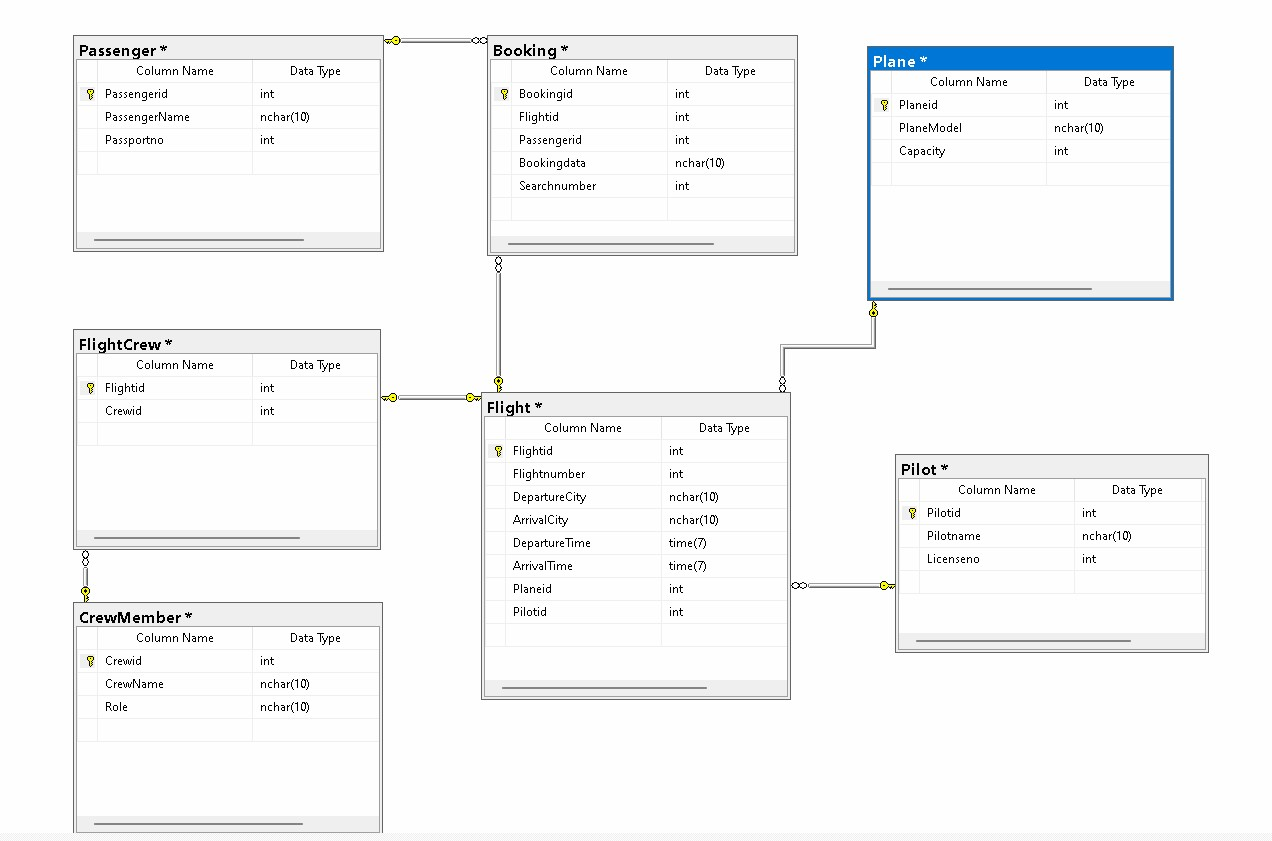 Passenger *
Column Name Data Type
Passengerid int
PassengerName nchar(10)
Passportno int
Booking *
Column Name Data Type
Bookingid int
Flightid int
Passengerid int
Bookingdata nchar(10)
Searchnumber int
Plane *
Column Name Data Type
Planeid int
PlaneModel nchar(10)
Capacity int
FlightCrew *
Column Name Data Type
Flightid int
Crewid int
Flight *
Column Name Data Type
Flightid int
Flightnumber int
DepartureCity nchar(10)
ArrivalCity nchar(10)
DepartureTime time(7)
ArrivalTime time(7)
Planeid int
Pilotid int
Pilot *
Column Name Data Type
Pilotid int
Pilotname nchar(10)
Licenseno int
CrewMember *
Column Name Data Type
Crewid int
CrewName nchar(10)
Role nchar(10)